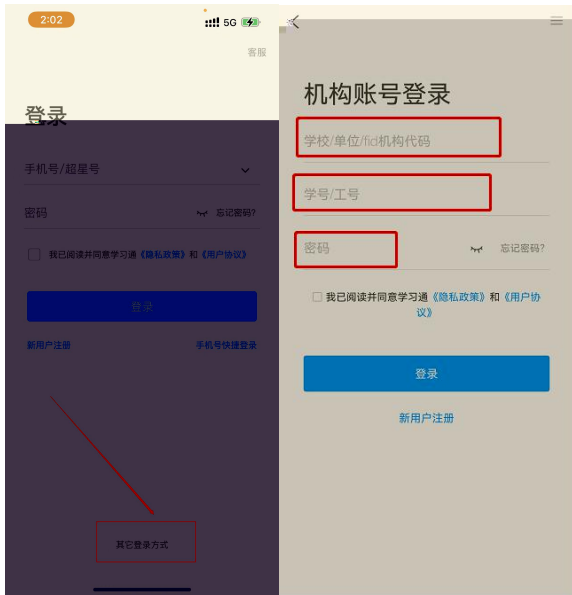 2:02
5G
客服
登录
手机号/超星号
密码
忘记密码?
我已阅读并同意学习通《隐私政策》和《用户协议》
登录
新用户注册
手机号快捷登录
其它登录方式
机构账号登录
学校/单位/fid机构代码
学号/工号
密码
忘记密码?
我已阅读并同意学习通《隐私政策》和《用户协
议》
登录
新用户注册